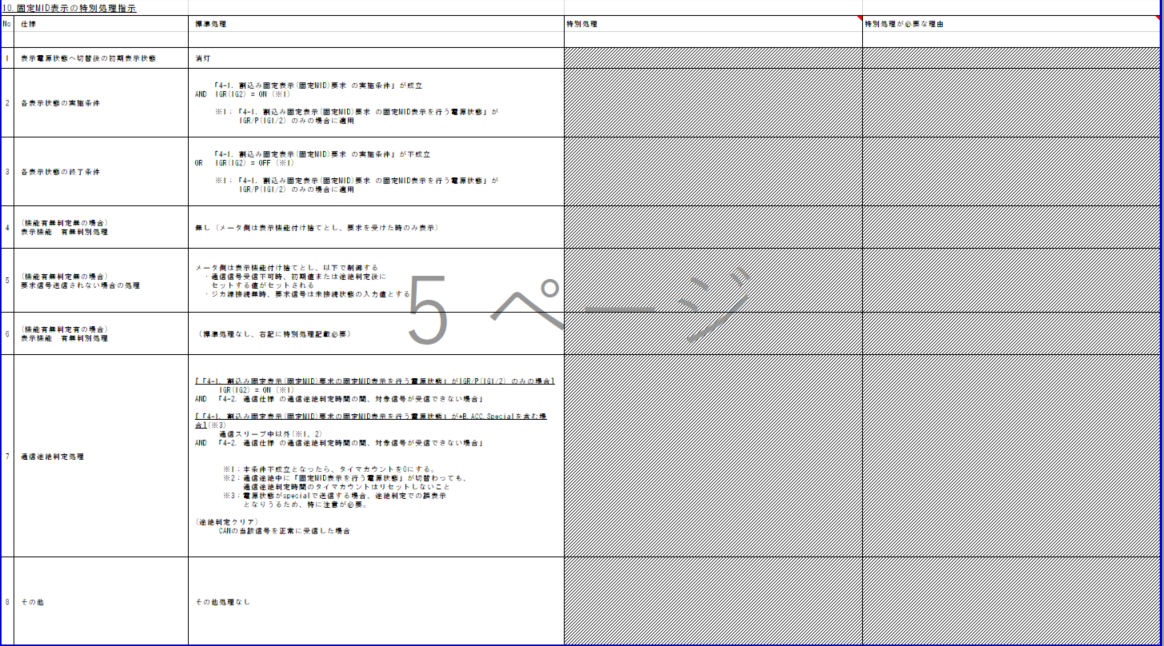 10. 固定MID表示の特別処理指示
No 仕様 標準処理 特別処理 特別処理が必要な理由
1 表示電源状態へ切替後の初期表示状態 消灯
2 各表示状態の実施条件
「4-1. 割込み固定表示(固定MID)要求 の実施条件」が成立
AND IGR(IG2) = ON (※1)
※1：「4-1. 割込み固定表示(固定MID)要求 の固定MID表示を行う電源状態」が
IGR/P(IG1/2) のみの場合に適用
3 各表示状態の終了条件
「4-1. 割込み固定表示(固定MID)要求 の実施条件」が不成立
OR IGR(IG2) = OFF (※1)
※1：「4-1. 割込み固定表示(固定MID)要求 の固定MID表示を行う電源状態」が
IGR/P(IG1/2) のみの場合に適用
4 (機能有無判定無の場合)
表示機能 有無判別処理
無し (メータ側は表示機能付け捨てとし、要求を受けた時のみ表示)
5 (機能有無判定無の場合)
要求信号送信されない場合の処理
メータ側は表示機能付け捨てとし、以下で制御する
・通信信号受信不可時、初期値または途絶判定後に
セットする値がセットされる
・ジカ線接続無時、要求信号は未接続状態の入力値とする
6 (機能有無判定有の場合)
表示機能 有無判別処理
(標準処理なし、右記に特別処理記載必要)
7 通信途絶判定処理
[「4-1. 割込み固定表示(固定MID)要求の固定MID表示を行う電源状態」がIGR/P(IG1/2) のみの場合]
IGR(IG2) = ON (※1)
AND 「4-2. 通信仕様 の通信途絶判定時間の間、対象信号が受信できない場合」
[「4-1. 割込み固定表示(固定MID)要求の固定MID表示を行う電源状態」が+B,ACC,Specialを含む場
合](※3)
通信スリープ中以外(※1、2)
AND 「4-2. 通信仕様 の通信途絶判定時間の間、対象信号が受信できない場合」
※1：本条件不成立となったら、タイマカウントを0にする。
※2：通信途絶中に「固定MID表示を行う電源状態」が切替わっても、
通信途絶判定時間のタイマカウントはリセットしないこと
※3：電源状態がspecialで送信する場合、途絶判定での誤表示
となりうるため、特に注意が必要。
(途絶判定クリア)
CANの当該信号を正常に受信した場合
8 その他 その他処理なし
5 ページ